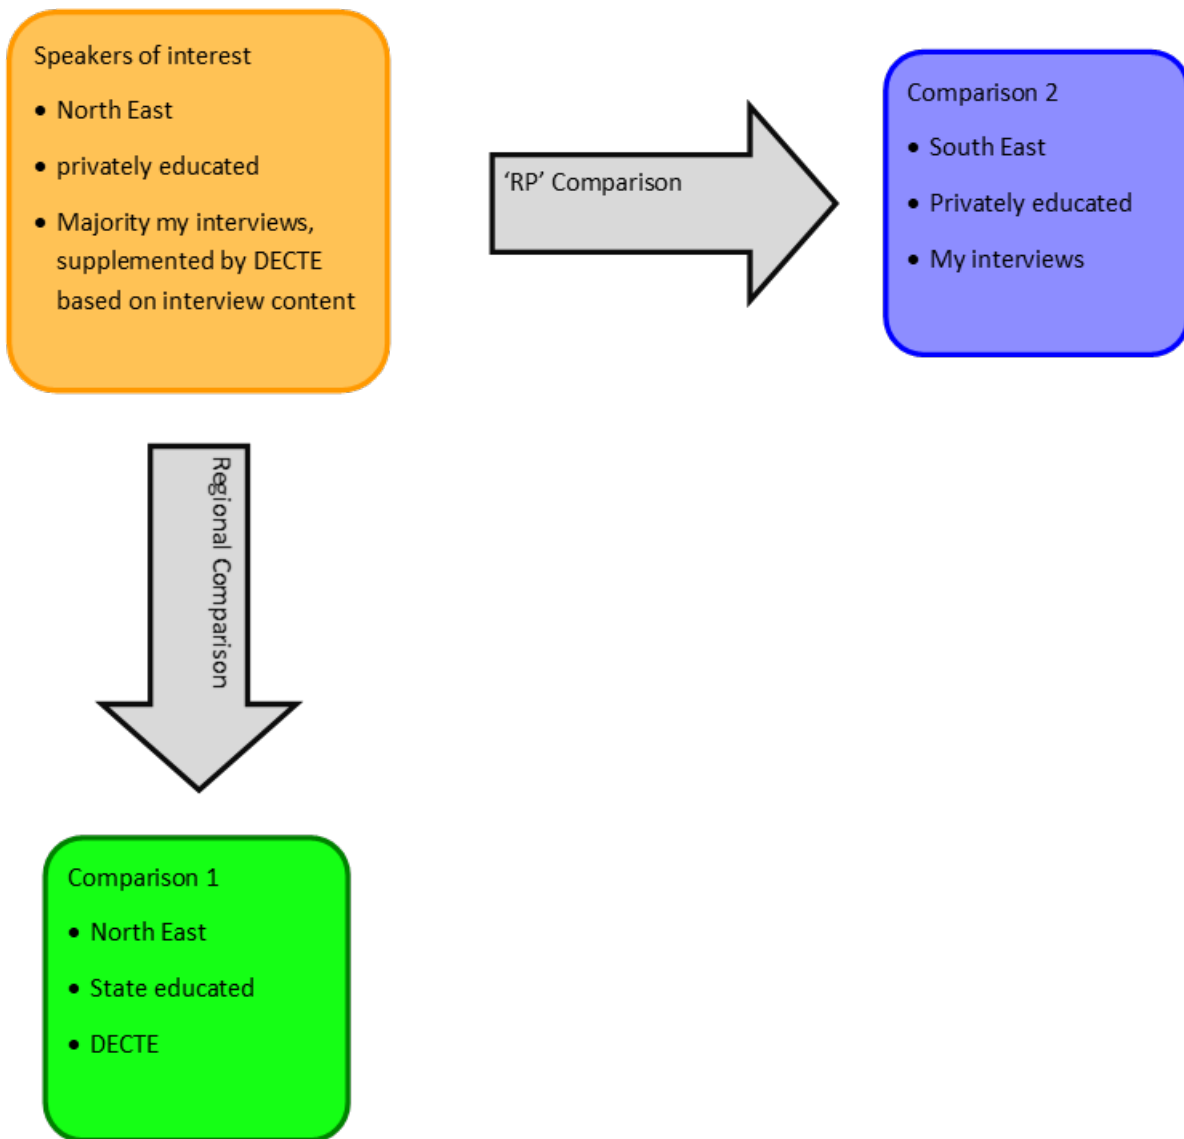 Speakers of interest
• North East
• privately educated
• Majority my interviews,
supplemented by DECTE
based on interview content
‘RP’ Comparison
Comparison 2
• South East
• Privately educated
• My interviews
Regional Comparison
Comparison 1
• North East
• State educated
• DECTE